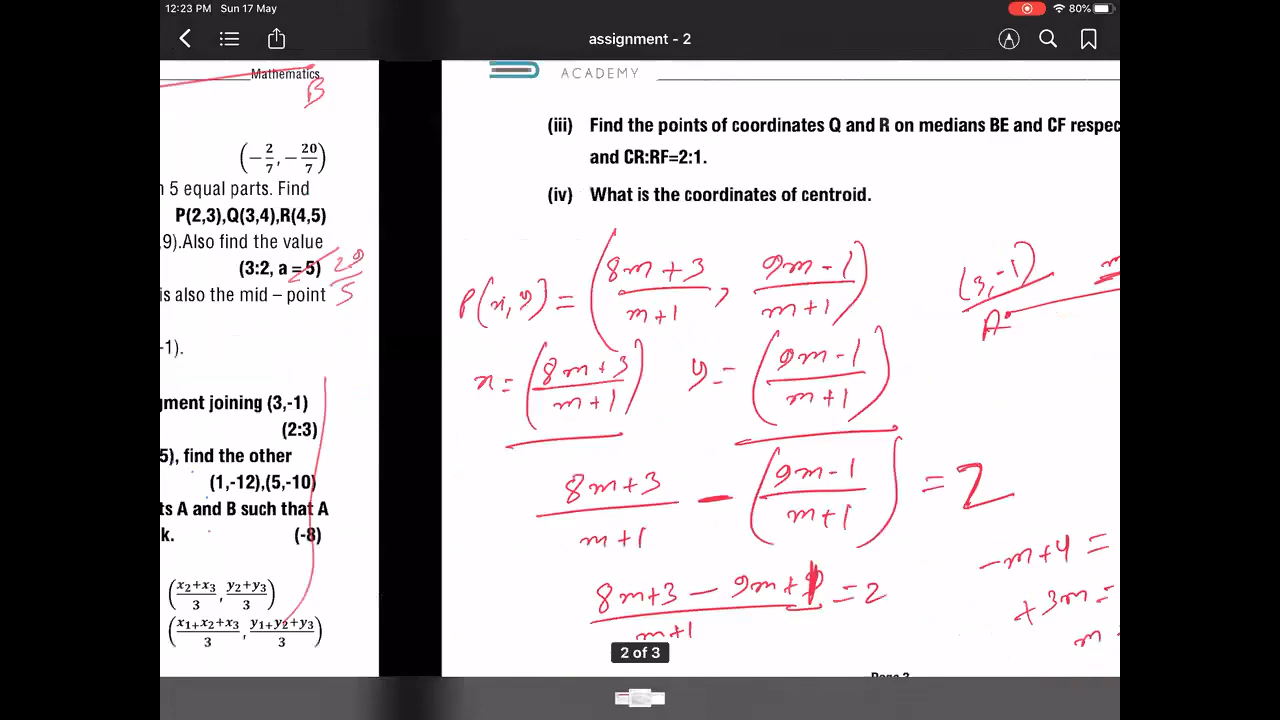 12:23 PM Sun 17 May
80%
assignment - 2
Mathematics
B
(-2/7, -20/7)
5 equal parts. Find
P(2,3),Q(3,4),R(4,5)
.9).Also find the value
(3:2, a = 5)
29/5
is also the mid – point
-1).
gment joining (3,-1)
(2:3)
5), find the other
(1,-12),(5,-10)
ts A and B such that A
k. (-8)
(x₂+x₃/3, y₂+y₃/3)
(x₁+x₂+x₃/3, y₁+y₂+y₃/3)
ACADEMY
(iii) Find the points of coordinates Q and R on medians BE and CF respec
and CR:RF=2:1.
(iv) What is the coordinates of centroid.
P(x,y) = (8m+3/m+1, 9m-1/m+1)
(3,-1)
A
x = (8m+3/m+1) y = (9m-1/m+1)
8m+3/m+1 - (9m-1/m+1) = 2
8m+3-9m+1/m+1 = 2
-m+4 =
+3m =
m
2 of 3